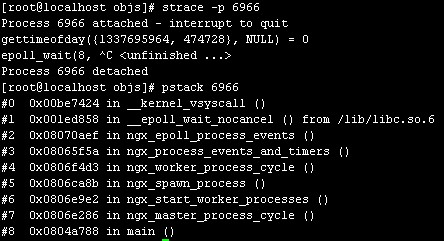 [root@localhost objs]# strace -p 6966
Process 6966 attached - interrupt to quit
gettimeofday({1337695964, 474728}, NULL) = 0
epoll_wait(8, ^C <unfinished ...>
Process 6966 detached
[root@localhost objs]# pstack 6966
#0  0x00be7424 in __kernel_vsyscall ()
#1  0x001ed858 in __epoll_wait_nocancel () from /lib/libc.so.6
#2  0x08070aef in ngx_epoll_process_events ()
#3  0x08065f5a in ngx_process_events_and_timers ()
#4  0x0806f4d3 in ngx_worker_process_cycle ()
#5  0x0806ca8b in ngx_spawn_process ()
#6  0x0806e9e2 in ngx_start_worker_processes ()
#7  0x0806e286 in ngx_master_process_cycle ()
#8  0x0804a788 in main ()